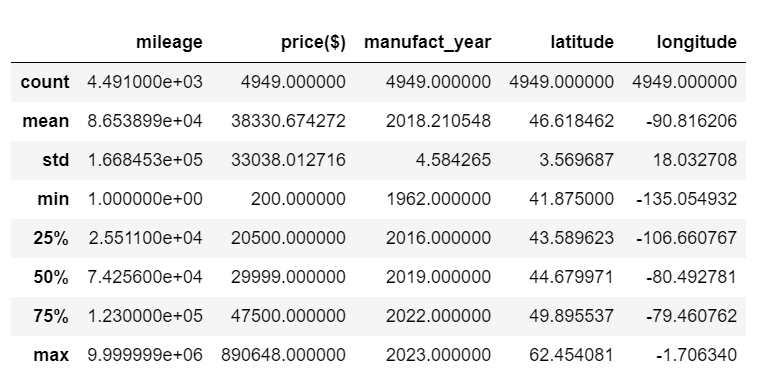 mileage price($) manufact_year latitude longitude
count 4.491000e+03 4949.000000 4949.000000 4949.000000 4949.000000
mean 8.653899e+04 38330.674272 2018.210548 46.618462 -90.816206
std 1.668453e+05 33038.012716 4.584265 3.569687 18.032708
min 1.000000e+00 200.000000 1962.000000 41.875000 -135.054932
25% 2.551100e+04 20500.000000 2016.000000 43.589623 -106.660767
50% 7.425600e+04 29999.000000 2019.000000 44.679971 -80.492781
75% 1.230000e+05 47500.000000 2022.000000 49.895537 -79.460762
max 9.999999e+06 890648.000000 2023.000000 62.454081 -1.706340